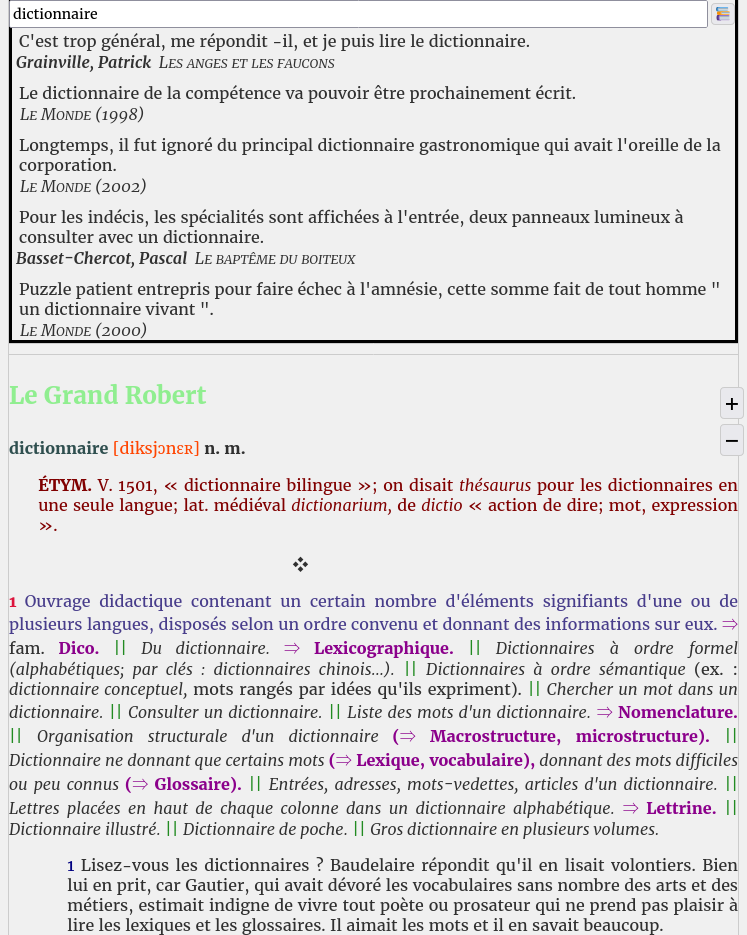 dictionnaire
C'est trop général, me répondit -il, et je puis lire le dictionnaire.
Grainville, Patrick Les anges et les faucons
Le dictionnaire de la compétence va pouvoir être prochainement écrit.
Le Monde (1998)
Longtemps, il fut ignoré du principal dictionnaire gastronomique qui avait l'oreille de la
corporation.
Le Monde (2002)
Pour les indécis, les spécialités sont affichées à l'entrée, deux panneaux lumineux à
consulter avec un dictionnaire.
Basset-Chercot, Pascal Le baptême du boiteux
Puzzle patient entrepris pour faire échec à l'amnésie, cette somme fait de tout homme "
un dictionnaire vivant ".
Le Monde (2000)
Le Grand Robert
+
−
dictionnaire [diksjɔnɛʀ] n. m.
ÉTYM. V. 1501, « dictionnaire bilingue »; on disait thésaurus pour les dictionnaires en
une seule langue; lat. médiéval dictionarium, de dictio « action de dire; mot, expression
».
❖
1 Ouvrage didactique contenant un certain nombre d'éléments signifiants d'une ou de
plusieurs langues, disposés selon un ordre convenu et donnant des informations sur eux. ⇒
fam. Dico. || Du dictionnaire. ⇒ Lexicographique. || Dictionnaires à ordre formel
(alphabétiques; par clés : dictionnaires chinois…). || Dictionnaires à ordre sémantique (ex. :
dictionnaire conceptuel, mots rangés par idées qu'ils expriment). || Chercher un mot dans un
dictionnaire. || Consulter un dictionnaire. || Liste des mots d'un dictionnaire. ⇒ Nomenclature.
|| Organisation structurale d'un dictionnaire (⇒ Macrostructure, microstructure). ||
Dictionnaire ne donnant que certains mots (⇒ Lexique, vocabulaire), donnant des mots difficiles
ou peu connus (⇒ Glossaire). || Entrées, adresses, mots-vedettes, articles d'un dictionnaire. ||
Lettres placées en haut de chaque colonne dans un dictionnaire alphabétique. ⇒ Lettrine. ||
Dictionnaire illustré. || Dictionnaire de poche. || Gros dictionnaire en plusieurs volumes.
1 Lisez-vous les dictionnaires ? Baudelaire répondit qu'il en lisait volontiers. Bien
lui en prit, car Gautier, qui avait dévoré les vocabulaires sans nombre des arts et des
métiers, estimait indigne de vivre tout poète ou prosateur qui ne prend pas plaisir à
lire les lexiques et les glossaires. Il aimait les mots et il en savait beaucoup.